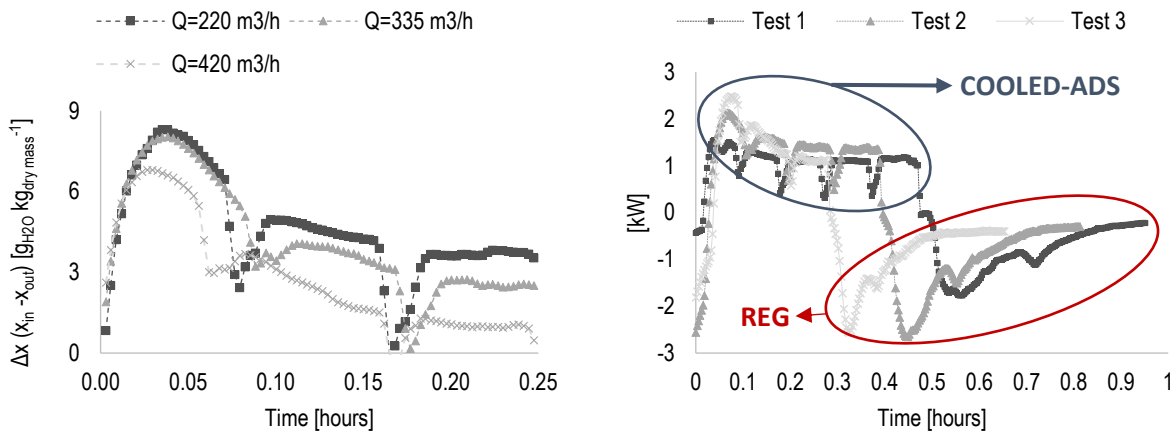 Q=220 m3/h Q=335 m3/h
Q=420 m3/h
9
6
3
0
0.00 0.05 0.10 0.15 0.20 0.25
Time [hours]
Δx (xin -xout) [gH2O kgdry mass-1]
Test 1 Test 2 Test 3
3
2
1
0
-1
-2
-3
[kW]
COOLED-ADS
REG
0 0.1 0.2 0.3 0.4 0.5 0.6 0.7 0.8 0.9 1
Time [hours]